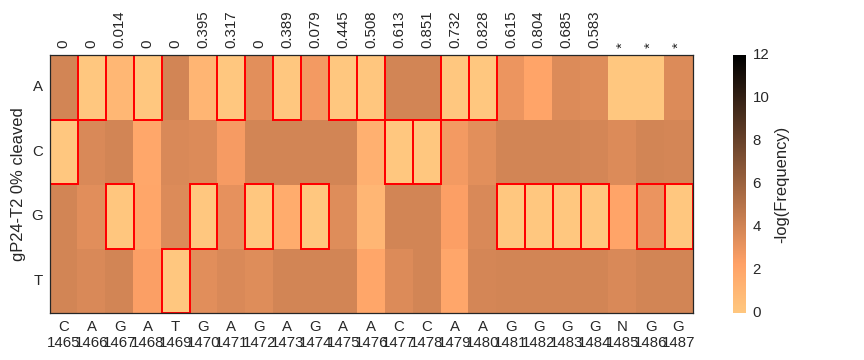 0 0 0.014 0 0 0.395 0.317 0 0.389 0.079 0.445 0.508 0.613 0.851 0.732 0.828 0.615 0.804 0.685 0.583 * * *
12
10
8
6
4
2
0
-log(Frequency)
gP24-T2 0% cleaved
A
C
G
T
C A G A T G A G A G A A C C A A G G G G N G G
1465 1466 1467 1468 1469 1470 1471 1472 1473 1474 1475 1476 1477 1478 1479 1480 1481 1482 1483 1484 1485 1486 1487